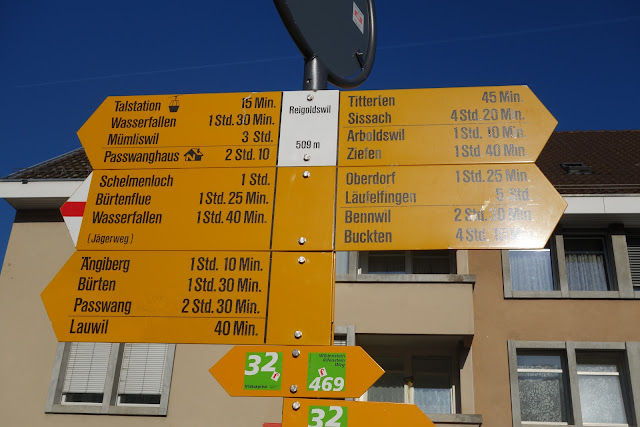 Talstation 15 Min.
Wasserfallen 1 Std. 30 Min.
Mümliswil 3 Std.
Passwanghaus 2 Std. 10
Reigoldswil
509 m
Titterten 45 Min.
Sissach 4 Std. 20 Min.
Arboldswil 1 Std. 10 Min.
Ziefen 1 Std. 40 Min.
Schelmenloch 1 Std.
Bürtenflue 1 Std. 25 Min.
Wasserfallen 1 Std. 40 Min.
(Jägerweg)
Oberdorf 1 Std. 25 Min.
Läufelfingen Std.
Bennwil 2 Std. Min.
Buckten 4 Std. Min.
Ängiberg 1 Std. 10 Min.
Bürten 1 Std. 30 Min.
Passwang 2 Std. 30 Min.
Lauwil 40 Min.
32
469
32